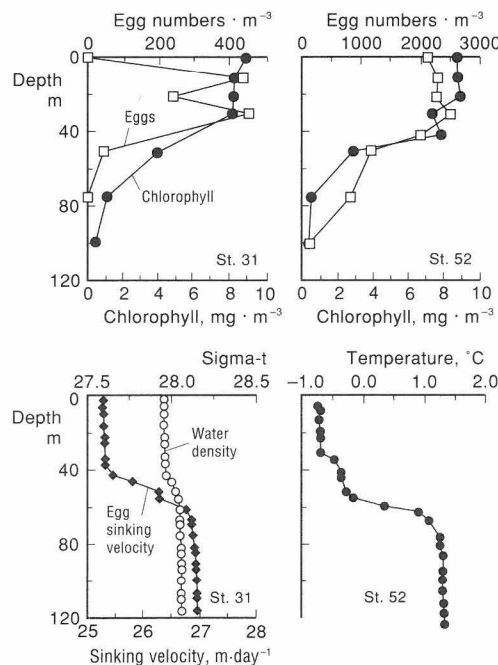 Egg numbers · m⁻³
Egg numbers · m⁻³
0 200 400
0 1000 2000 3000
Depth
m
0
40
80
120
Eggs
Chlorophyll
St. 31
St. 52
0 2 4 6 8 10
0 2 4 6 8 10
Chlorophyll, mg · m⁻³
Chlorophyll, mg · m⁻³
Sigma-t
Temperature, °C
27.5 28.0 28.5
–1.0 0.0 1.0 2.0
Depth
m
0
40
80
120
Water
density
Egg
sinking
velocity
St. 31
St. 52
25 26 27 28
Sinking velocity, m·day⁻¹